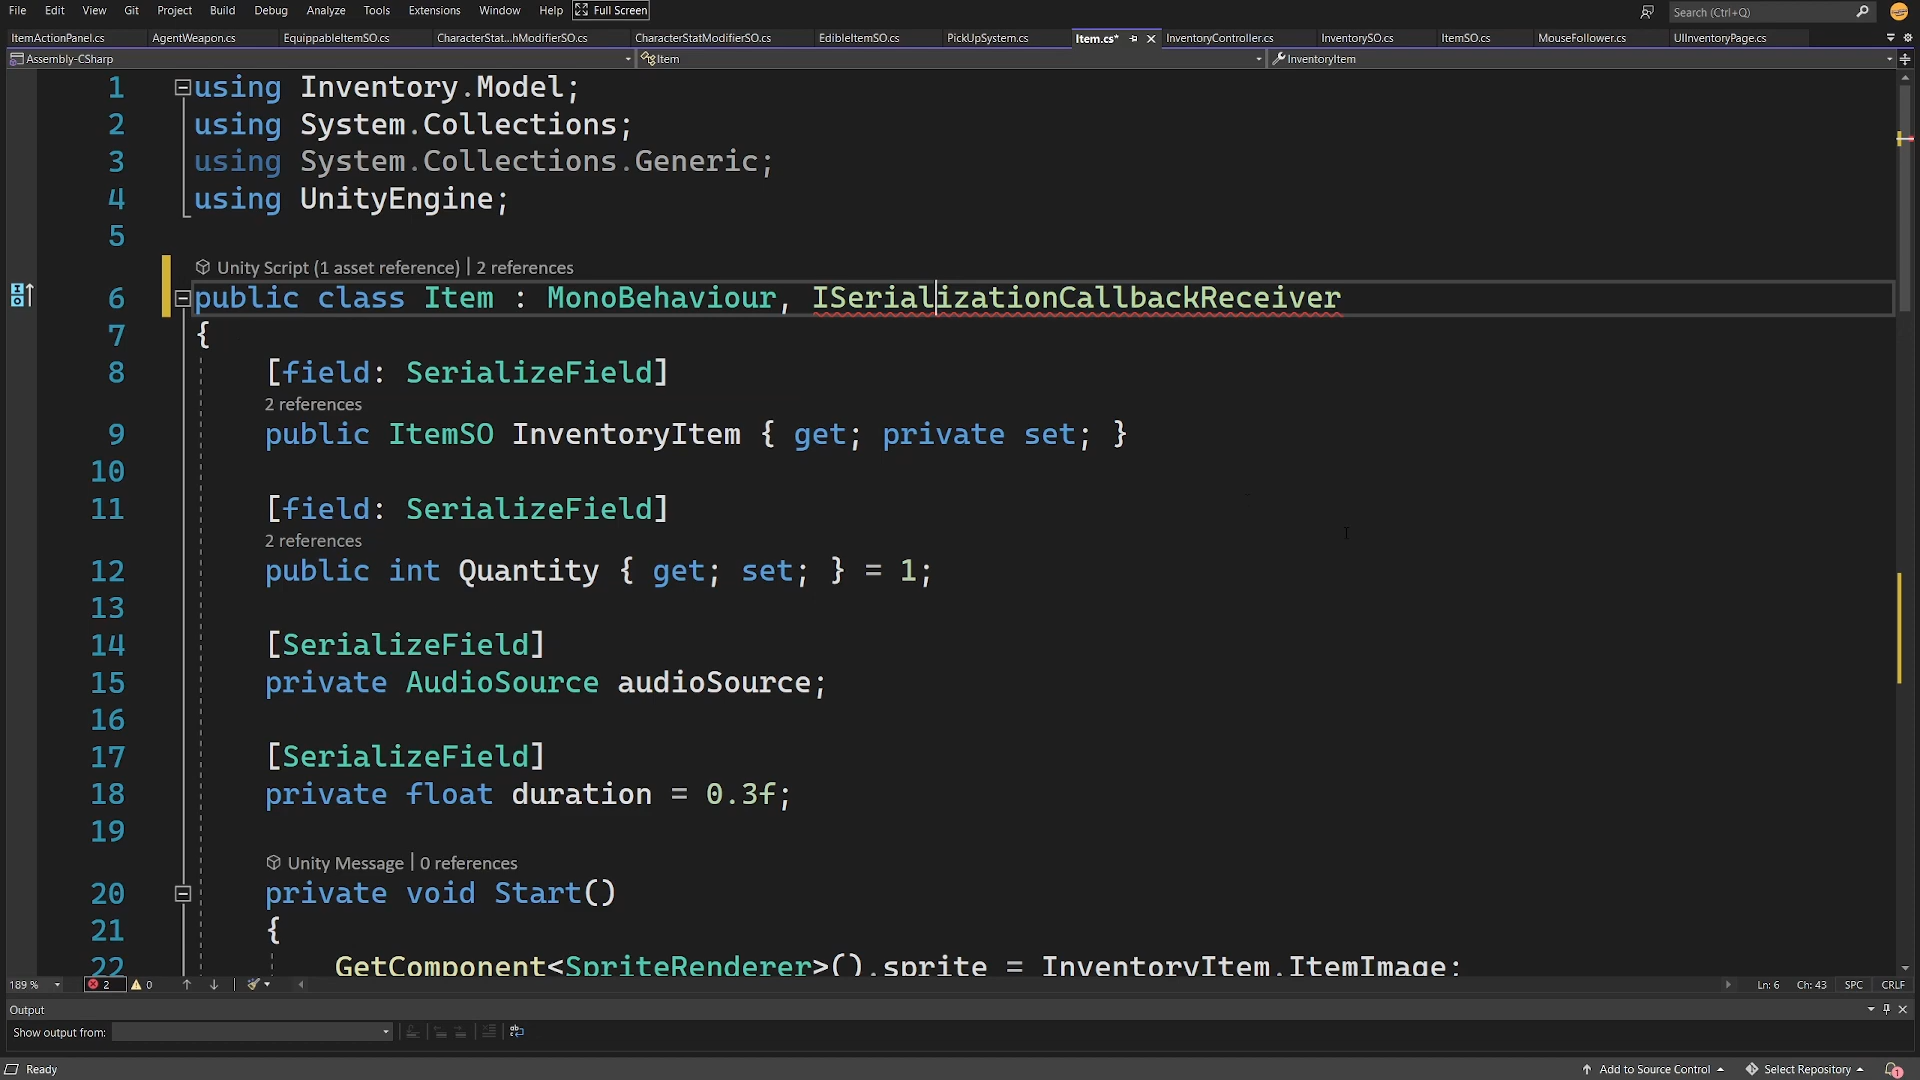 File Edit View Git Project Build Debug Analyze Tools Extensions Window Help Full Screen Search (Ctrl+Q)
ItemActionPanel.cs AgentWeapon.cs EquippableItemSO.cs CharacterStat...hModifierSO.cs CharacterStatModifierSO.cs EdibleItemSO.cs PickUpSystem.cs Item.cs* InventoryController.cs InventorySO.cs ItemSO.cs MouseFollower.cs UIInventoryPage.cs
Assembly-CSharp Item InventoryItem
1 using Inventory.Model;
2 using System.Collections;
3 using System.Collections.Generic;
4 using UnityEngine;
5
Unity Script (1 asset reference) | 2 references
6 public class Item : MonoBehaviour, ISerializationCallbackReceiver
7 {
8 [field: SerializeField]
2 references
9 public ItemSO InventoryItem { get; private set; }
10
11 [field: SerializeField]
2 references
12 public int Quantity { get; set; } = 1;
13
14 [SerializeField]
15 private AudioSource audioSource;
16
17 [SerializeField]
18 private float duration = 0.3f;
19
Unity Message | 0 references
20 private void Start()
21 {
22 GetComponent<SpriteRenderer>().sprite = InventoryItem.ItemImage;
189 % 2 0 Ln: 6 Ch: 43 SPC CRLF
Output
Show output from:
Ready Add to Source Control Select Repository 1